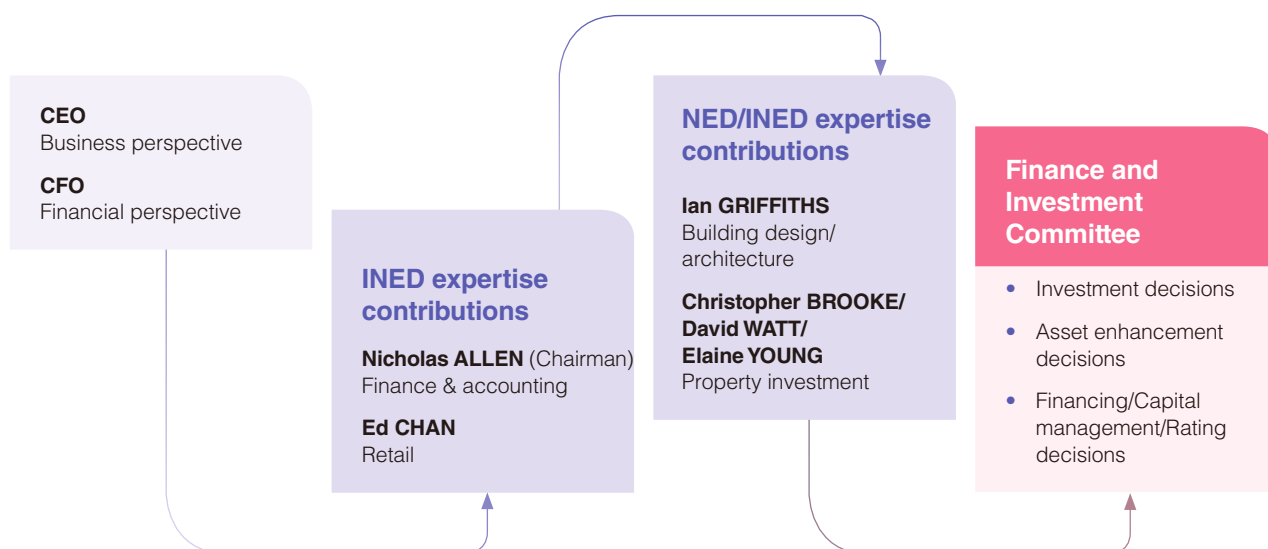 CEO
Business perspective
CFO
Financial perspective
INED expertise
contributions
Nicholas ALLEN (Chairman)
Finance & accounting
Ed CHAN
Retail
NED/INED expertise
contributions
Ian GRIFFITHS
Building design/
architecture
Christopher BROOKE/
David WATT/
Elaine YOUNG
Property investment
Finance and
Investment
Committee
• Investment decisions
• Asset enhancement
decisions
• Financing/Capital
management/Rating
decisions